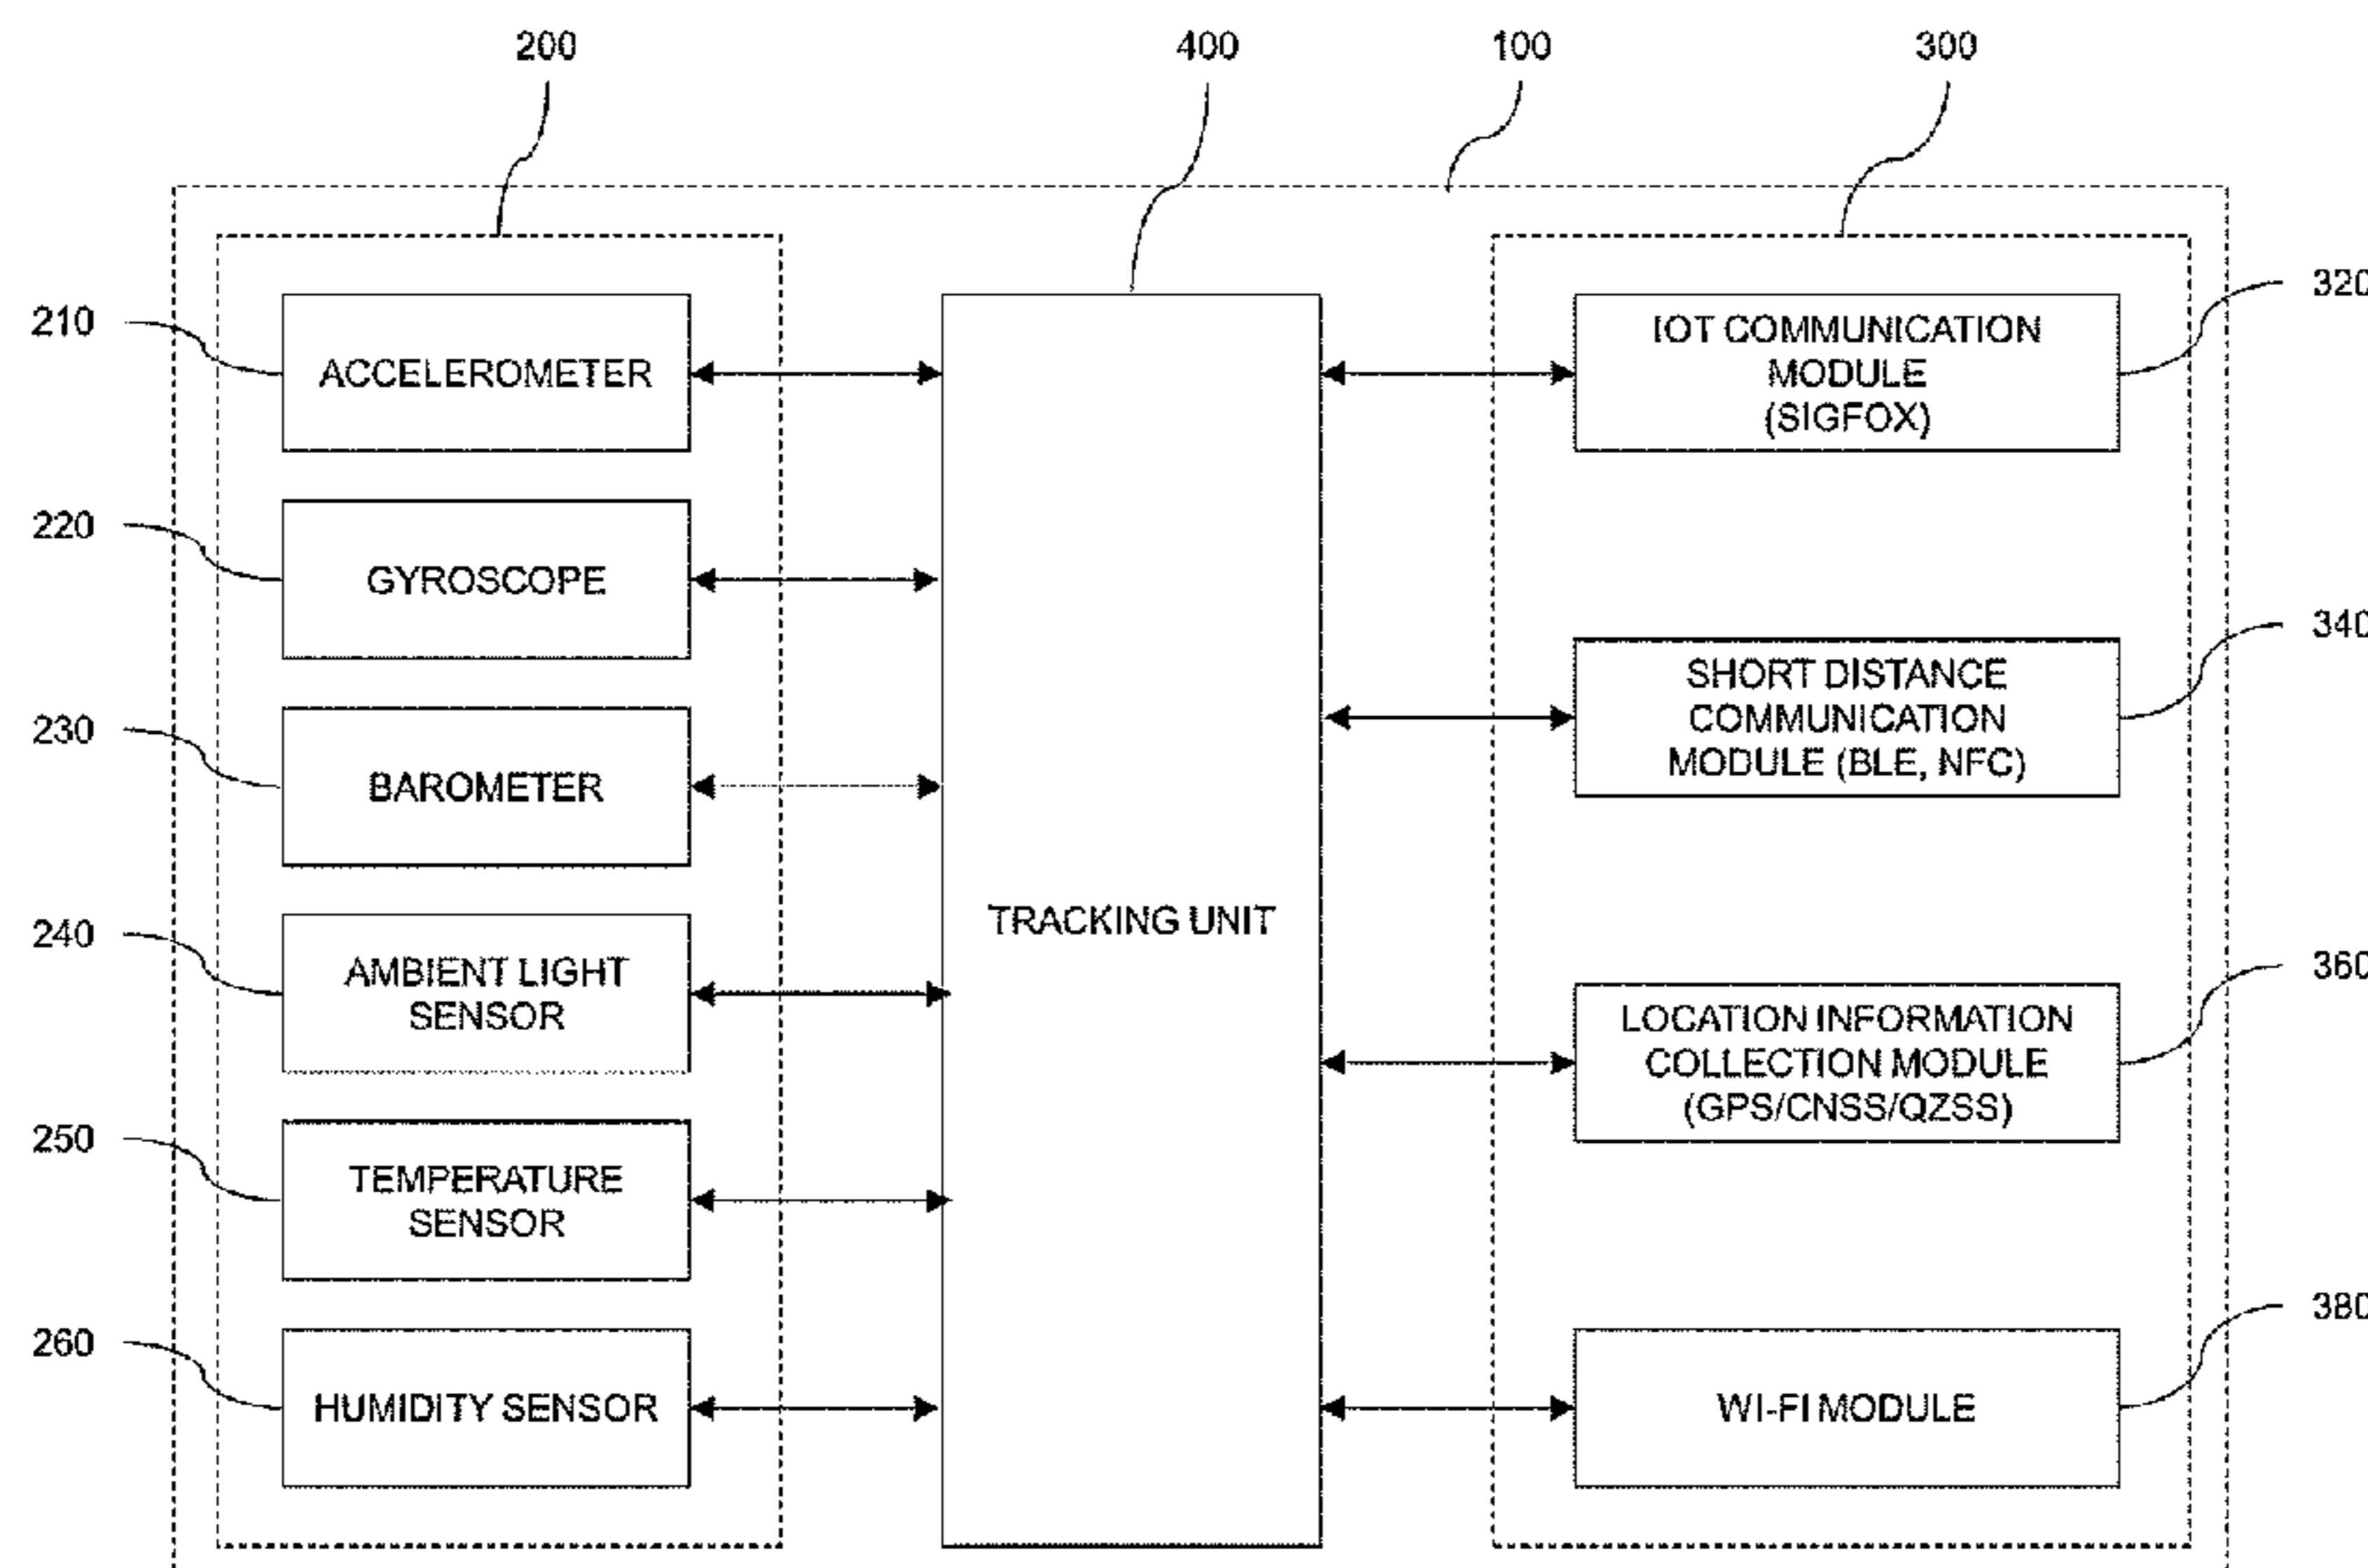 200
400
100
300
210
ACCELEROMETER
220
GYROSCOPE
230
BAROMETER
240
AMBIENT LIGHT
SENSOR
250
TEMPERATURE
SENSOR
260
HUMIDITY SENSOR
TRACKING UNIT
IOT COMMUNICATION
MODULE
(SIGFOX)
320
SHORT DISTANCE
COMMUNICATION
MODULE (BLE, NFC)
340
LOCATION INFORMATION
COLLECTION MODULE
(GPS/CNSS/QZSS)
360
WI-FI MODULE
380